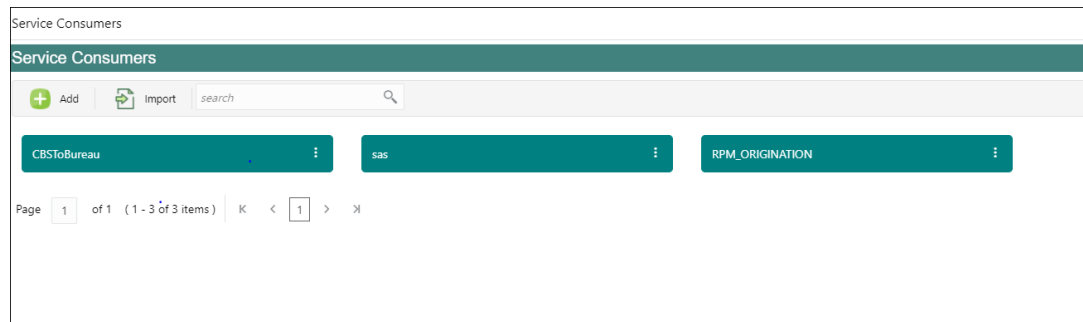 Service Consumers
Service Consumers
Add Import search
CBSToBureau sas RPM_ORIGINATION
Page 1 of 1 ( 1 - 3 of 3 items ) K < 1 > >|